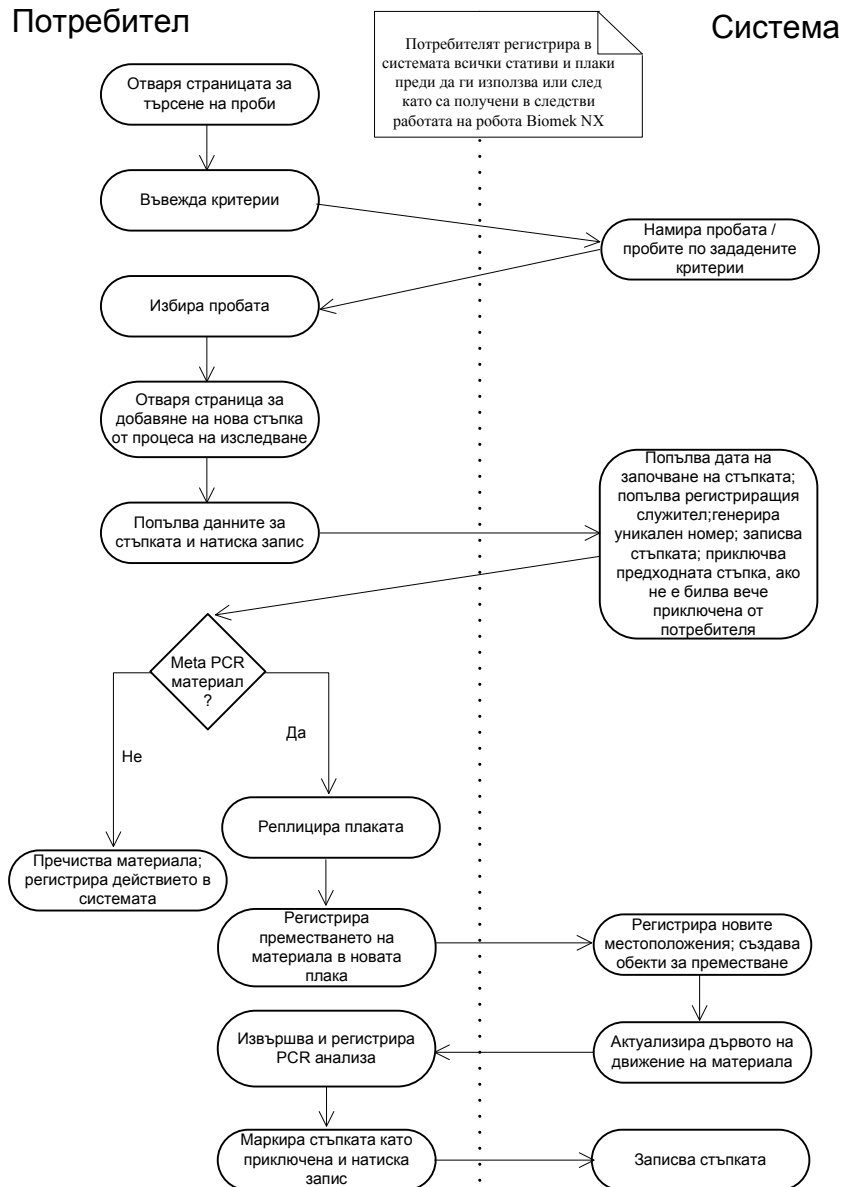 Потребител
Система
Потребителят регистрира в
системата всички стативи и плаки
преди да ги използва или след
като са получени в следстви
работата на робота Biomek NX
Отваря страницата за
търсене на проби
Въвежда критерии
Намира пробата /
пробите по зададените
критерии
Избира пробата
Отваря страница за
добавяне на нова стъпка
от процеса на изследване
Попълва данните за
стъпката и натиска запис
Попълва дата на
започване на стъпката;
попълва регистриращия
служител;генерира
уникален номер; записва
стъпката; приключва
предходната стъпка, ако
не е билва вече
приключена от
потребителя
Meta PCR
материал
?
Не
Да
Реплицира плаката
Пречиства материала;
регистрира действието в
системата
Регистрира
преместването на
материала в новата
плака
Регистрира новите
местоположения; създава
обекти за преместване
Извършва и регистрира
PCR анализа
Актуализира дървото на
движение на материала
Маркира стъпката като
приключена и натиска
запис
Записва стъпката